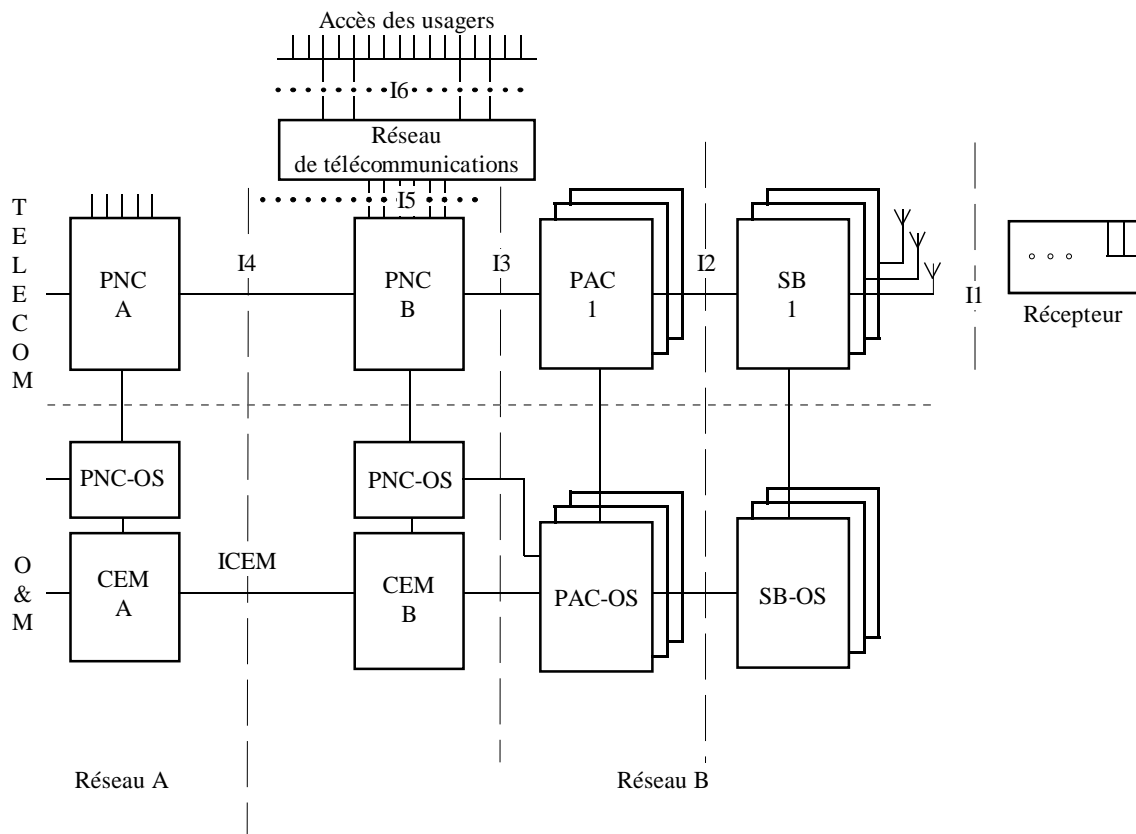 Accès des usagers
I6
Réseau
de télécommunications
I5
TELECOM
PNC
A
I4
PNC
B
I3
PAC
1
I2
SB
1
I1
Récepteur
PNC-OS
PNC-OS
O&M
CEM
A
ICEM
CEM
B
PAC-OS
SB-OS
Réseau A
Réseau B